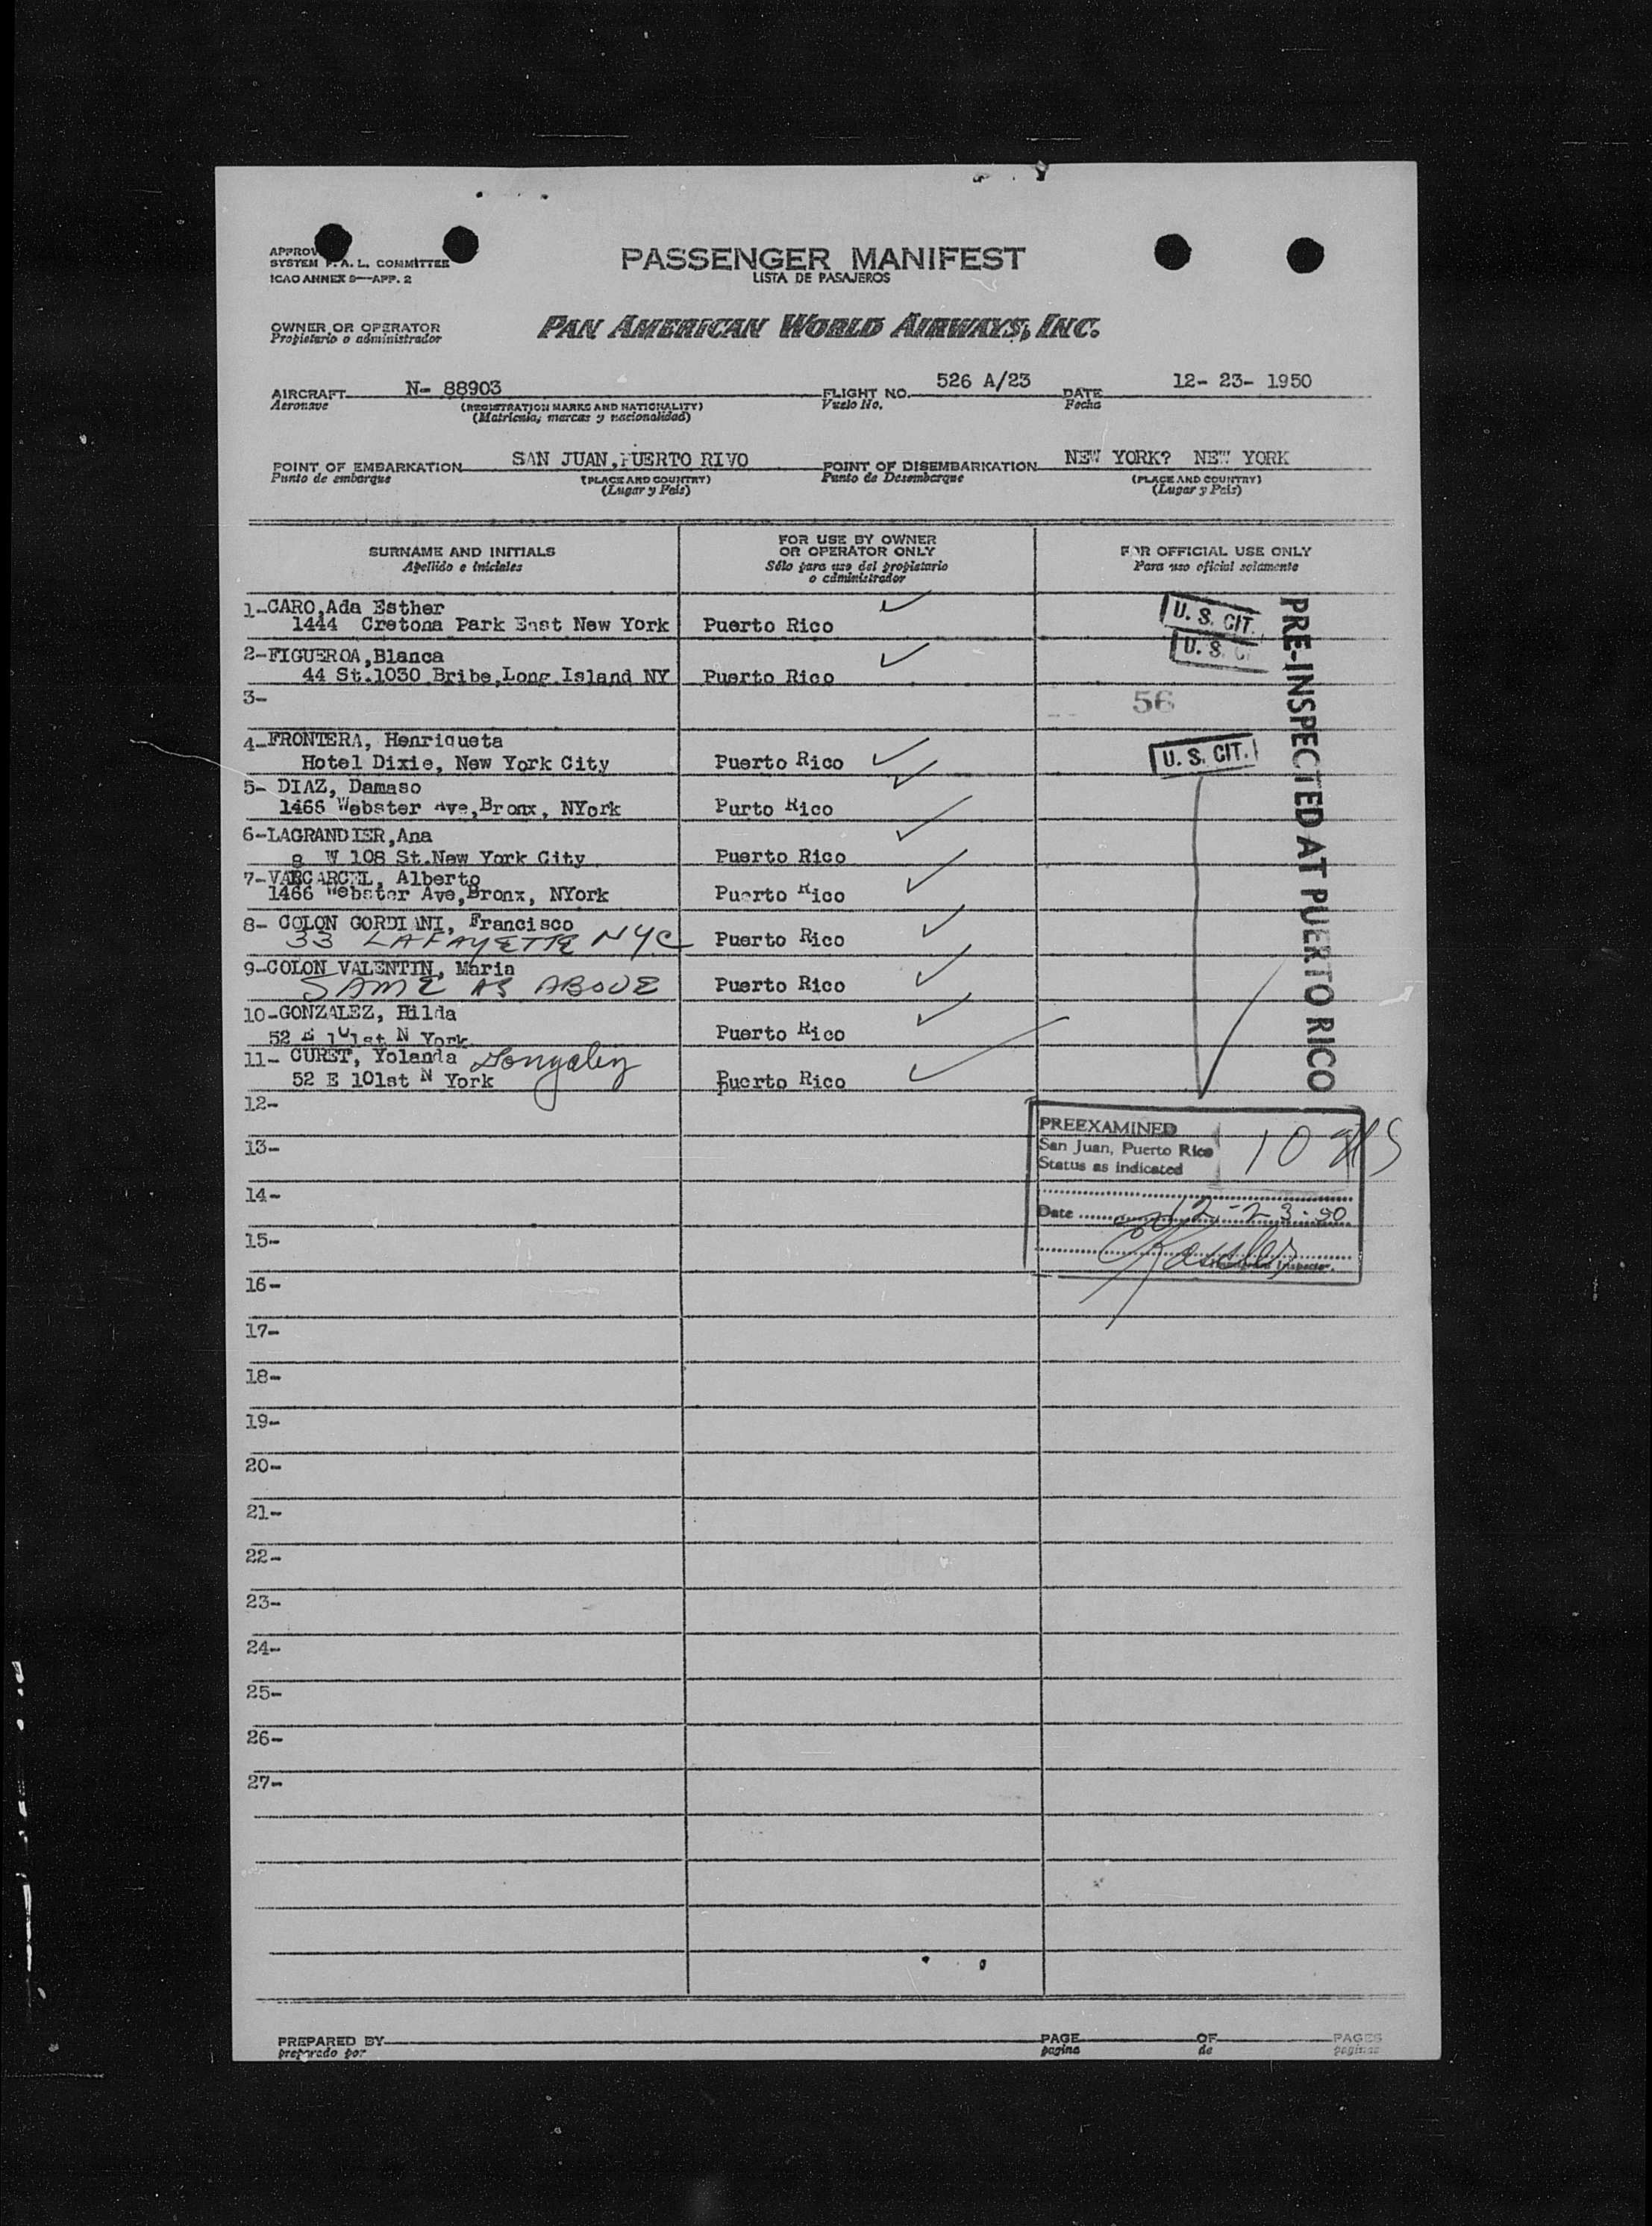 APPROV
SYSTEM F. A. L. COMMITTEE
ICAO ANNEX 9—APP. 2
PASSENGER MANIFEST
LISTA DE PASAJEROS
OWNER OR OPERATOR
Propietario o administrador
PAN AMERICAN WORLD AIRWAYS, INC.
AIRCRAFT N- 88903 FLIGHT NO. 526 A/23 DATE 12- 23- 1950
Aeronave (REGISTRATION MARKS AND NATIONALITY) Vuelo No. Fecha
(Matricula, marcas y nacionalidad)
POINT OF EMBARKATION SAN JUAN,PUERTO RIVO POINT OF DISEMBARKATION NEW YORK? NEW YORK
Punto de embarque (PLACE AND COUNTRY) Punto de Desembarque (PLACE AND COUNTRY)
(Lugar y País) (Lugar y País)
SURNAME AND INITIALS
Apellido e iniciales
FOR USE BY OWNER
OR OPERATOR ONLY
Sólo para uso del propietario
o administrador
FOR OFFICIAL USE ONLY
Para uso oficial solamente
1-CARO,Ada Esther
1444 Cretona Park East New York Puerto Rico U. S. CIT.
2-FIGUEROA,Blanca U. S. C
44 St.1030 Bribe,Long Island NY Puerto Rico
3- 56
4-FRONTERA, Henriqueta
Hotel Dixie, New York City Puerto Rico U. S. CIT.
5- DIAZ, Damaso
1466 Webster Ave,Bronx, NYork Purto Rico
6-LAGRANDIER,Ana
8 W 108 St.New York City Puerto Rico
7- Alberto
1466 Webster Ave,Bronx, NYork Puerto Rico
8- COLON GORDIANI, Francisco
33 LAFAYETTE NYC Puerto Rico
9-COLON VALENTIN, Maria
SAME AS ABOVE Puerto Rico
10-GONZALEZ, Hilda
52 E 101st N York Puerto Rico
11- CURET, Yolanda Gonzalez
52 E 101st N York Puerto Rico
PRE-INSPECTED AT PUERTO RICO
12-
13-
14-
15-
16-
17-
18-
19-
20-
21-
22-
23-
24-
25-
26-
27-
PREEXAMINED
San Juan, Puerto Rico
Status as indicated
10
Date 12-23-50
Inspector.
PREPARED BY PAGE OF PAGES
preparado por pagina de paginas